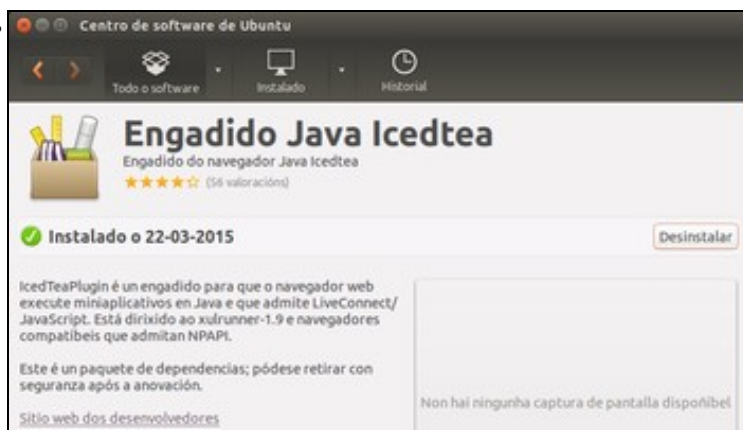 Centro de software de Ubuntu
Todo o software
Instalado
Historial
Engadido Java Icedtea
Engadido do navegador Java Icedtea
(56 valoracións)
Instalado o 22-03-2015
Desinstalar
IcedTeaPlugin é un engadido para que o navegador web
execute miniaplicativos en Java e que admite LiveConnect/
JavaScript. Está dirixido ao xulrunner-1.9 e navegadores
compatíbeis que admitan NPAPI.
Este é un paquete de dependencias; pódese retirar con
seguranza após a anovación.
Sitio web dos desenvolvedores
Non hai ningunha captura de pantalla dispoñíbel